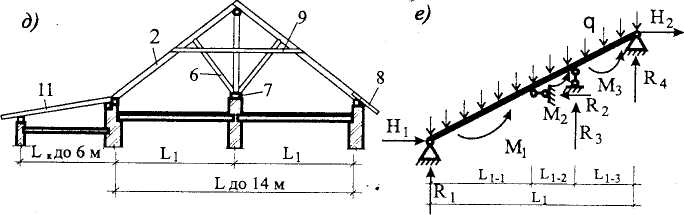 д)
2
9
6
7
8
11
L к до 6 м
L1
L1
L до 14 м
е)
q
H2
M3
R4
M2
R2
R3
H1
M1
R1
L1-1
L1-2
L1-3
L1